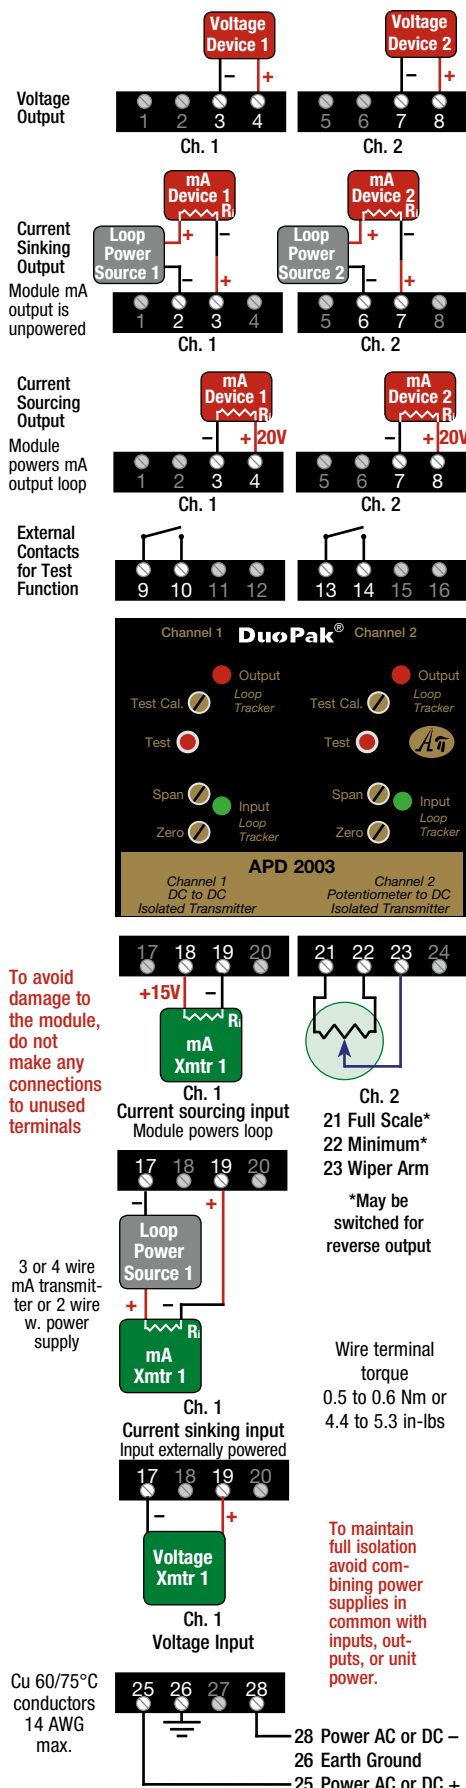 Voltage
Device 1
Voltage
Device 2
– + – +
Voltage
Output
1 2 3 4 5 6 7 8
Ch. 1 Ch. 2
mA
Device 1
Ri
mA
Device 2
Ri
Current
Sinking
Output
Module mA
output is
unpowered
Loop
Power
Source 1
Loop
Power
Source 2
+ – + –
– + – +
1 2 3 4 5 6 7 8
Ch. 1 Ch. 2
Current
Sourcing
Output
Module
powers mA
output loop
mA
Device 1
Ri
mA
Device 2
Ri
– +20V – +20V
1 2 3 4 5 6 7 8
Ch. 1 Ch. 2
External
Contacts
for Test
Function
9 10 11 12 13 14 15 16
Channel 1 DuoPak® Channel 2
Output
Loop
Tracker
Output
Loop
Tracker
Test Cal. Test Cal.
Test Test
Aπ
Span Span
Input
Loop
Tracker
Input
Loop
Tracker
Zero Zero
APD 2003
Channel 1
DC to DC
Isolated Transmitter
Channel 2
Potentiometer to DC
Isolated Transmitter
17 18 19 20 21 22 23 24
To avoid
damage to
the module,
do not
make any
connections
to unused
terminals
+15V –
Ri
mA
Xmtr 1
Ch. 1
Current sourcing input
Module powers loop
Ch. 2
21 Full Scale*
22 Minimum*
23 Wiper Arm
*May be
switched for
reverse output
17 18 19 20
– +
Loop
Power
Source 1
3 or 4 wire
mA transmit-
ter or 2 wire
w. power
supply
+ –
Ri
mA
Xmtr 1
Ch. 1
Current sinking input
Input externally powered
Wire terminal
torque
0.5 to 0.6 Nm or
4.4 to 5.3 in-lbs
17 18 19 20
– +
Voltage
Xmtr 1
Ch. 1
Voltage Input
To maintain
full isolation
avoid com-
bining power
supplies in
common with
inputs, out-
puts, or unit
power.
Cu 60/75°C
conductors
14 AWG
max.
25 26 27 28
28 Power AC or DC –
26 Earth Ground
25 Power AC or DC +